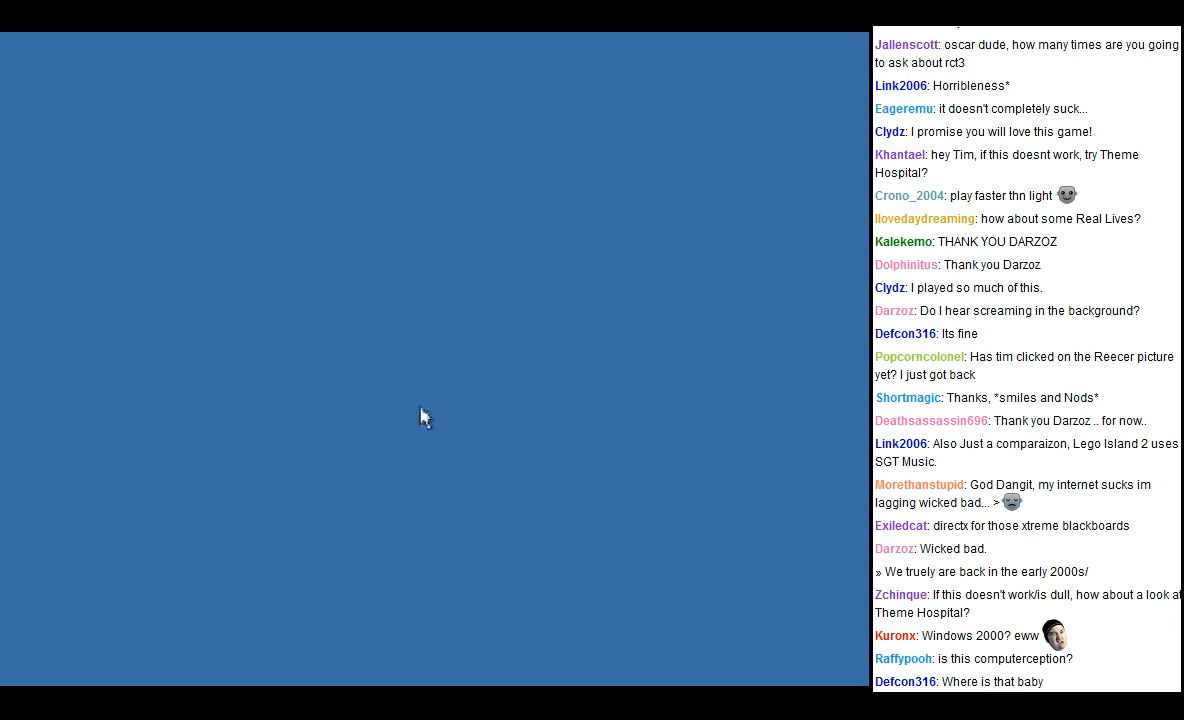 Jallenscott: oscar dude, how many times are you going
to ask about rct3
Link2006: Horribleness*
Eageremu: it doesn't completely suck...
Clydz: I promise you will love this game!
Khantael: hey Tim, if this doesnt work, try Theme
Hospital?
Crono_2004: play faster thn light
Ilovedaydreaming: how about some Real Lives?
Kalekemo: THANK YOU DARZOZ
Dolphinitus: Thank you Darzoz
Clydz: I played so much of this.
Darzoz: Do I hear screaming in the background?
Defcon316: Its fine
Popcorncolonel: Has tim clicked on the Reecer picture
yet? I just got back
Shortmagic: Thanks, *smiles and Nods*
Deathsassassin696: Thank you Darzoz .. for now..
Link2006: Also Just a comparaizon, Lego Island 2 uses
SGT Music.
Morethanstupid: God Dangit, my internet sucks im
lagging wicked bad... >
Exiledcat: directx for those xtreme blackboards
Darzoz: Wicked bad.
» We truely are back in the early 2000s/
Zchinque: If this doesn't work/is dull, how about a look at
Theme Hospital?
Kuronx: Windows 2000? eww
Raffypooh: is this computerception?
Defcon316: Where is that baby